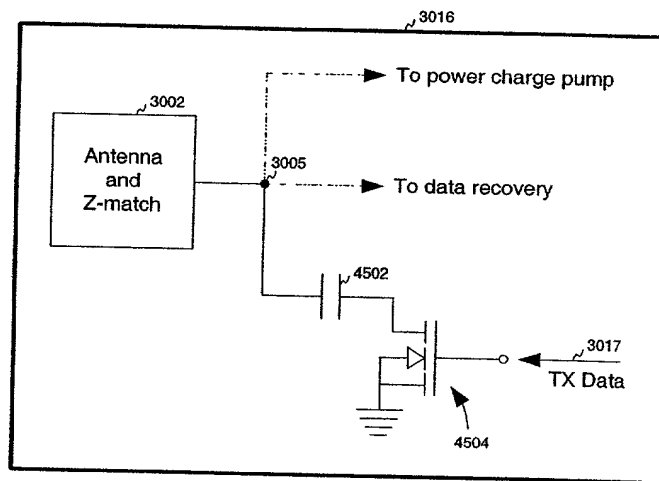 3016
To power charge pump
3002
Antenna
and
Z-match
3005
To data recovery
4502
3017
TX Data
4504